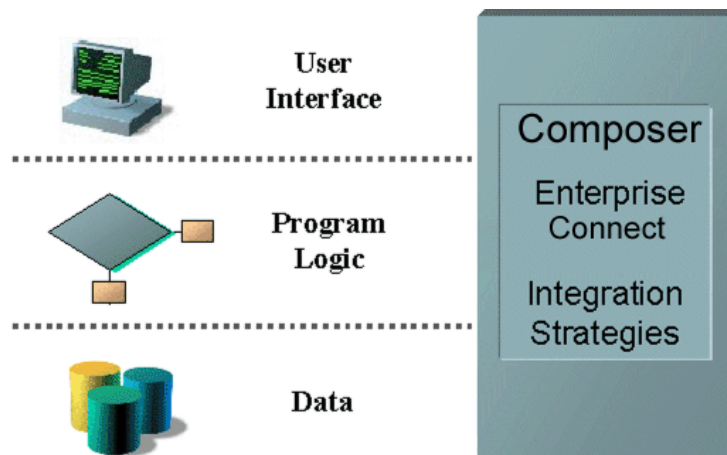 User
Interface
Program
Logic
Data
Composer
Enterprise
Connect
Integration
Strategies